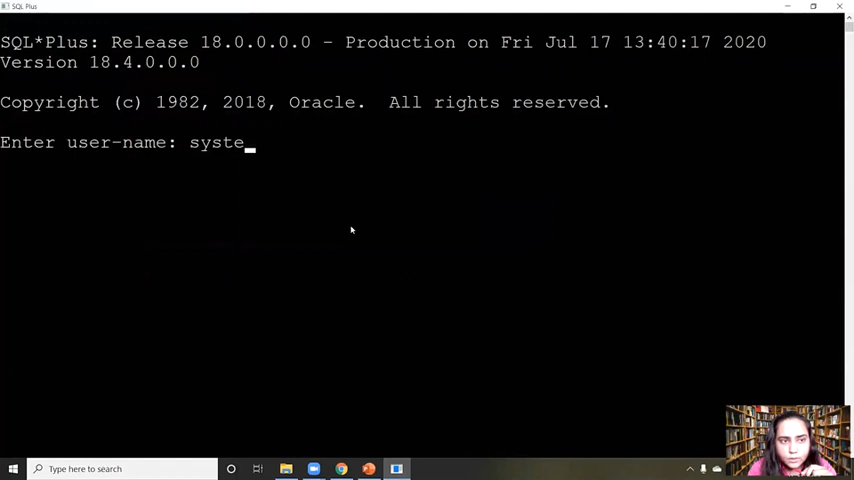 SQL Plus
SQL*Plus: Release 18.0.0.0.0 - Production on Fri Jul 17 13:40:17 2020
Version 18.4.0.0.0
Copyright (c) 1982, 2018, Oracle.  All rights reserved.
Enter user-name: syste
Type here to search